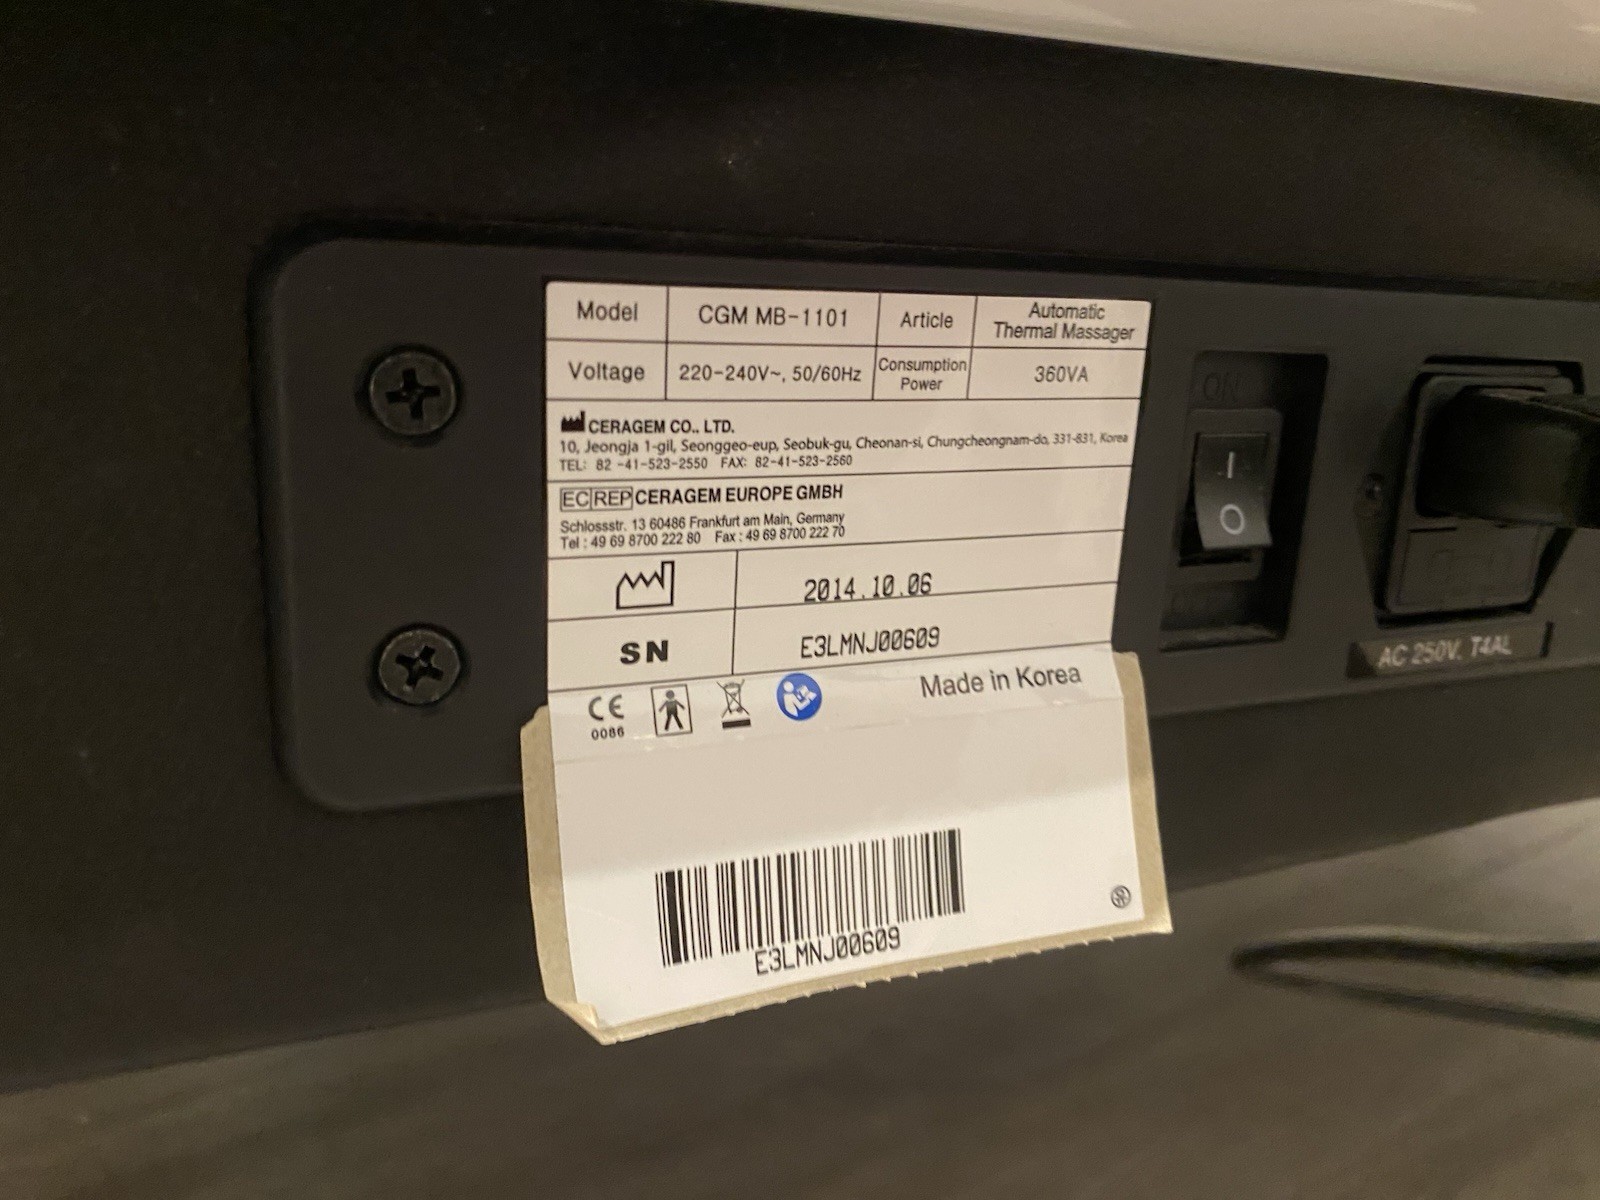 Model CGM MB-1101 Article Automatic Thermal Massager
Voltage 220-240V~, 50/60Hz Consumption Power 360VA
CERAGEM CO., LTD.
10, Jeongja 1-gil, Seonggeo-eup, Seobuk-gu, Cheonan-si, Chungcheongnam-do, 331-831, Korea
TEL: 82 -41-523-2550 FAX: 82-41-523-2560
EC REP CERAGEM EUROPE GMBH
Schlossstr. 13 60486 Frankfurt am Main, Germany
Tel : 49 69 8700 222 80 Fax : 49 69 8700 222 70
2014.10.06
SN E3LMNJ00609
CE
0086
Made in Korea
E3LMNJ00609
ON
I
O
AC 250V, T4AL